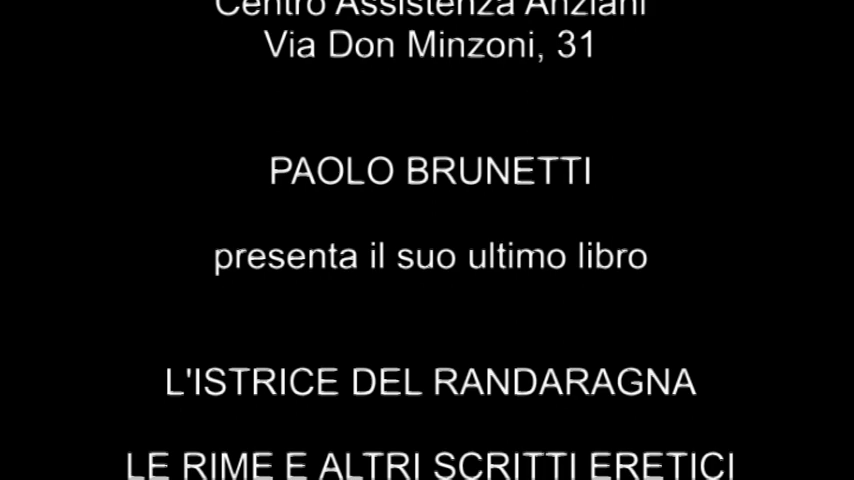 Centro Assistenza Anziani
Via Don Minzoni, 31
PAOLO BRUNETTI
presenta il suo ultimo libro
L'ISTRICE DEL RANDARAGNA
LE RIME E ALTRI SCRITTI ERETICI